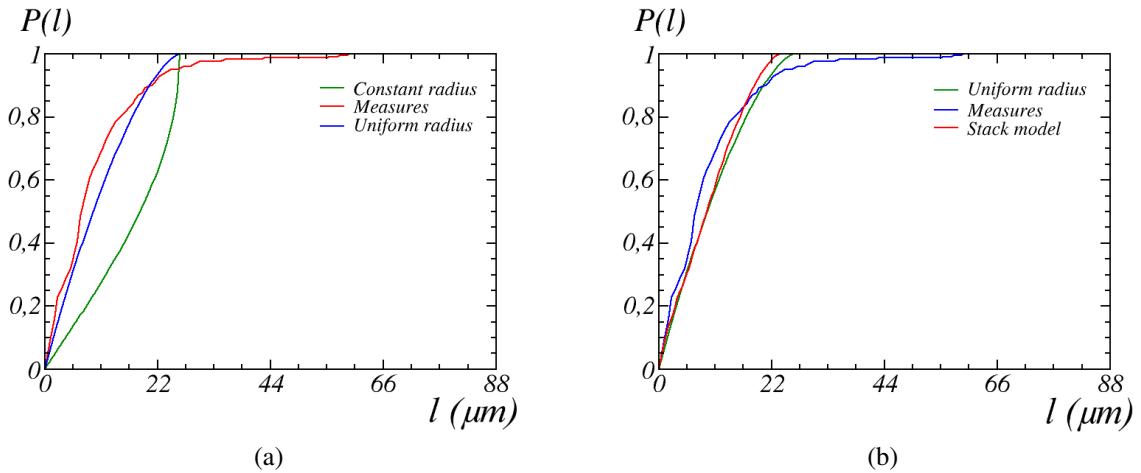 P(l)
1
0,8
0,6
0,4
0,2
0
0 22 44 66 88
l (μm)
Constant radius
Measures
Uniform radius
(a)
P(l)
1
0,8
0,6
0,4
0,2
0
0 22 44 66 88
l (μm)
Uniform radius
Measures
Stack model
(b)